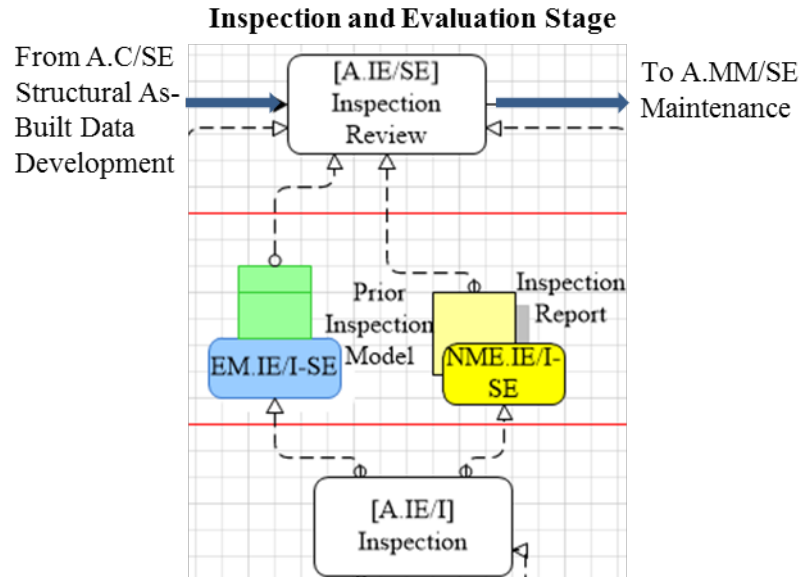 Inspection and Evaluation Stage
From A.C/SE
Structural As-
Built Data
Development
[A.IE/SE]
Inspection
Review
To A.MM/SE
Maintenance
EM.IE/I-SE
Prior
Inspection
Model
Inspection
Report
NME.IE/I-
SE
[A.IE/I]
Inspection